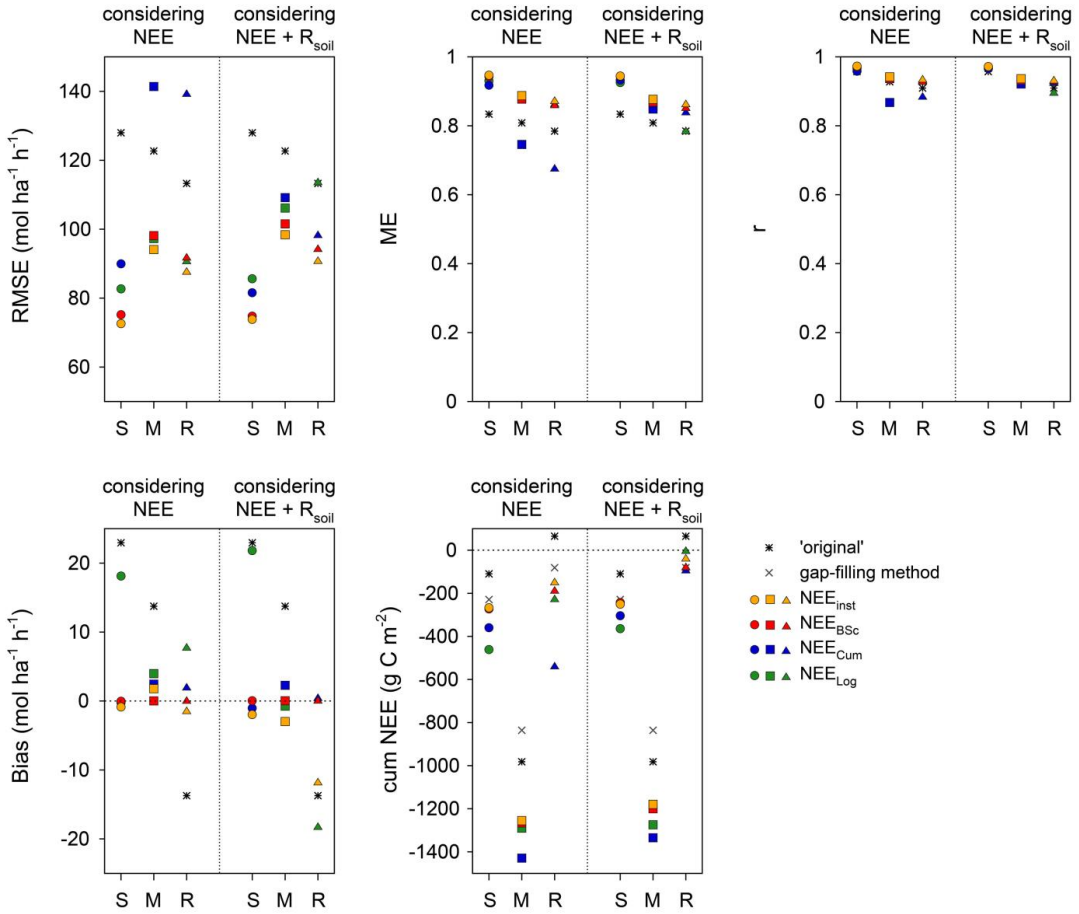 considering NEE
considering NEE + Rsoil
RMSE (mol ha-1 h-1)
140
120
100
80
60
S M R S M R
considering NEE
considering NEE + Rsoil
ME
1
0.8
0.6
0.4
0.2
0
S M R S M R
considering NEE
considering NEE + Rsoil
r
1
0.8
0.6
0.4
0.2
0
S M R S M R
considering NEE
considering NEE + Rsoil
Bias (mol ha-1 h-1)
20
10
0
-10
-20
S M R S M R
considering NEE
considering NEE + Rsoil
cum NEE (g C m-2)
0
-200
-400
-600
-800
-1000
-1200
-1400
S M R S M R
'original'
gap-filling method
NEEinst
NEEBSc
NEECum
NEELog